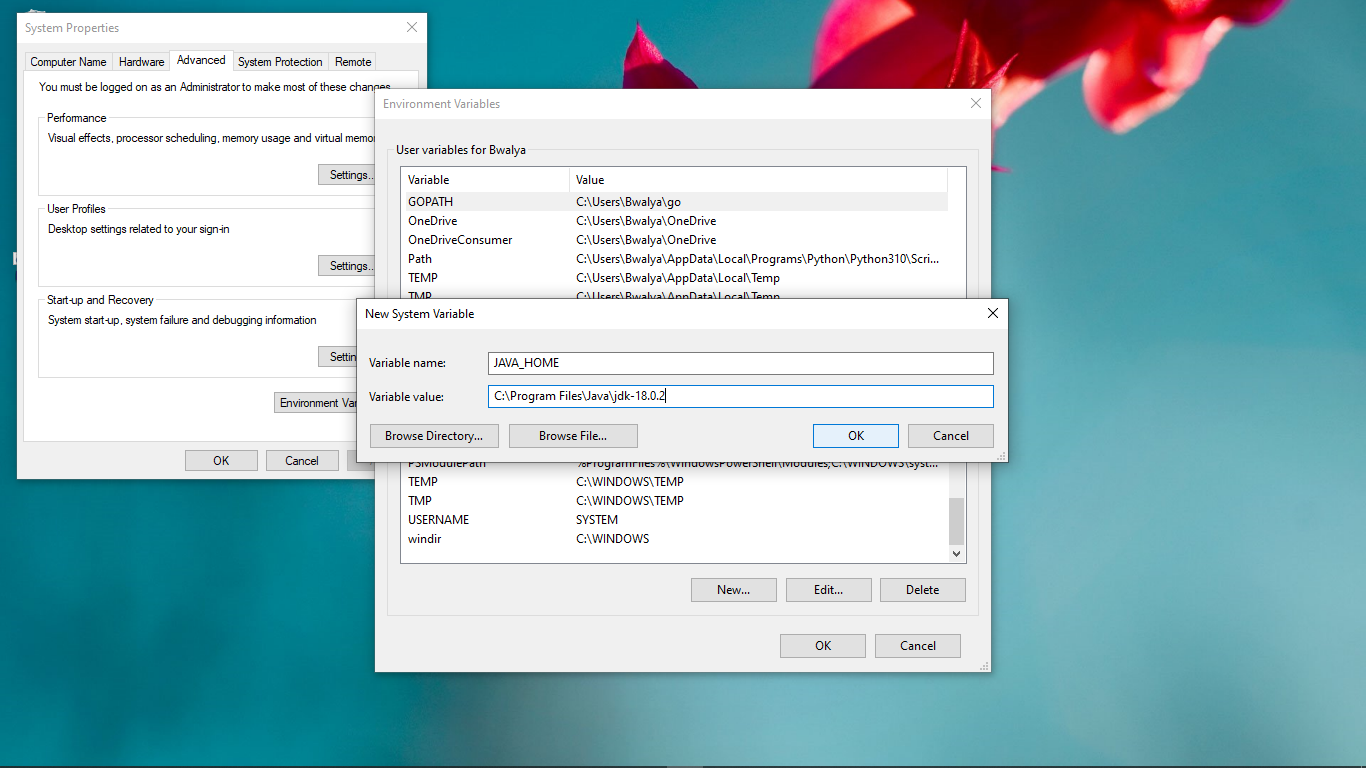 System Properties
Computer Name Hardware Advanced System Protection Remote
You must be logged on as an Administrator to make most of these changes
Performance
Visual effects, processor scheduling, memory usage and virtual memo
Settings..
User Profiles
Desktop settings related to your sign-in
Settings..
Start-up and Recovery
System start-up, system failure and debugging information
Settin
Environment Var
OK Cancel
Environment Variables
User variables for Bwalya
Variable Value
GOPATH C:\Users\Bwalya\go
OneDrive C:\Users\Bwalya\OneDrive
OneDriveConsumer C:\Users\Bwalya\OneDrive
Path C:\Users\Bwalya\AppData\Local\Programs\Python\Python310\Scri...
TEMP C:\Users\Bwalya\AppData\Local\Temp
TMP C:\Users\Bwalya\AppData\Local\Temp
New System Variable
Variable name: JAVA_HOME
Variable value: C:\Program Files\Java\jdk-18.0.2
Browse Directory... Browse File... OK Cancel
PSModulePath %ProgramFiles%\WindowsPowerShell\Modules;C:\WINDOWS\syst...
TEMP C:\WINDOWS\TEMP
TMP C:\WINDOWS\TEMP
USERNAME SYSTEM
windir C:\WINDOWS
New... Edit... Delete
OK Cancel